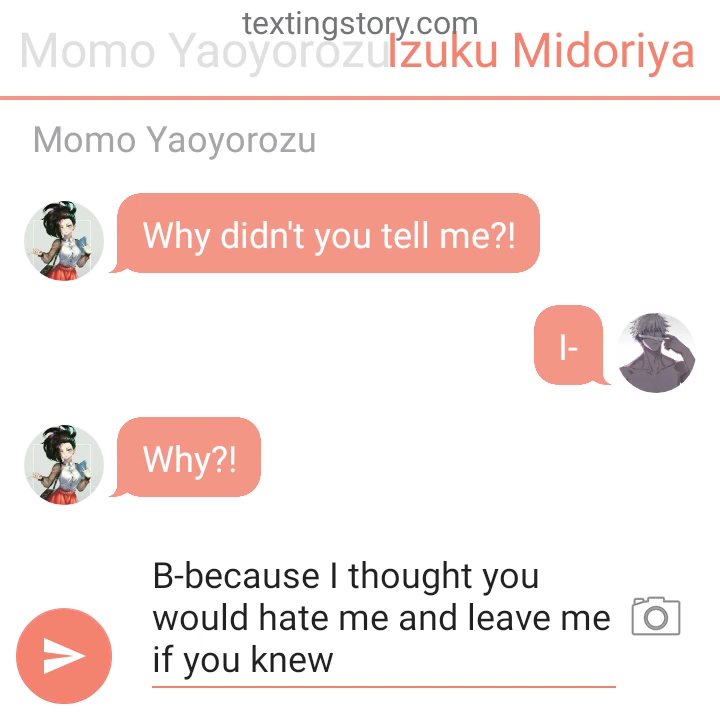 textingstory.com
Momo Yaoyorozu Izuku Midoriya
Momo Yaoyorozu
Why didn't you tell me?!
I-
Why?!
B-because I thought you
would hate me and leave me
if you knew